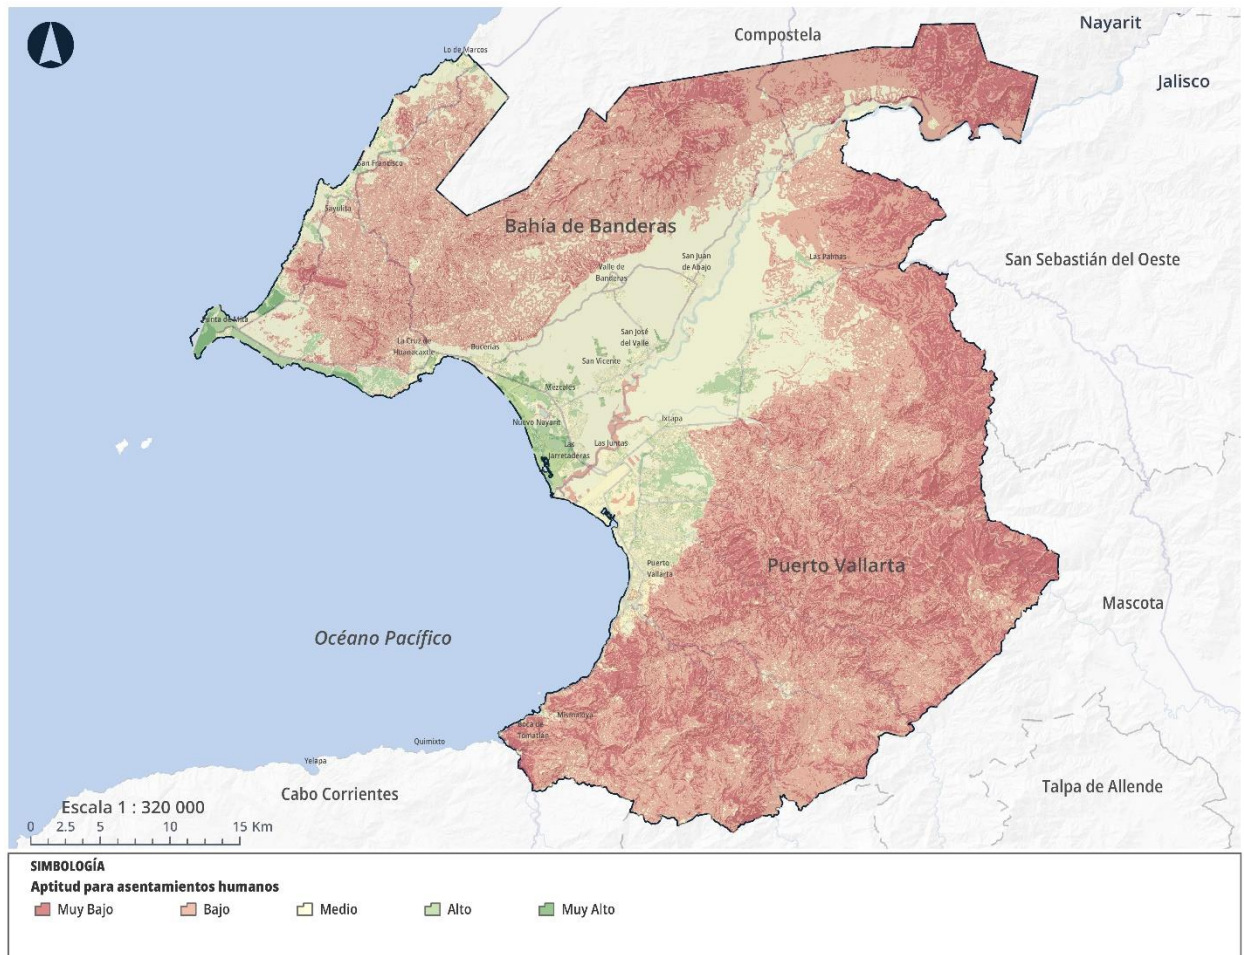 Nayarit
Compostela
Lo de Marcos
Jalisco
San Francisco
Sayulita
Bahía de Banderas
San Juan
de Abajo
Las Palmas
San Sebastián del Oeste
Valle de
Banderas
Punta de Mita
San José
del Valle
La Cruz de
Huanacaxtle
Bucerías
San Vicente
Mezcales
Nuevo Nayarit
Ixtapa
Las Juntas
Las
Jarretaderas
Puerto
Vallarta
Puerto Vallarta
Mascota
Océano Pacífico
Mismaloya
Boca de
Tomatlán
Quimixto
Yelapa
Cabo Corrientes
Talpa de Allende
Escala 1 : 320 000
0 2.5 5 10 15 Km
SIMBOLOGÍA
Aptitud para asentamientos humanos
Muy Bajo Bajo Medio Alto Muy Alto